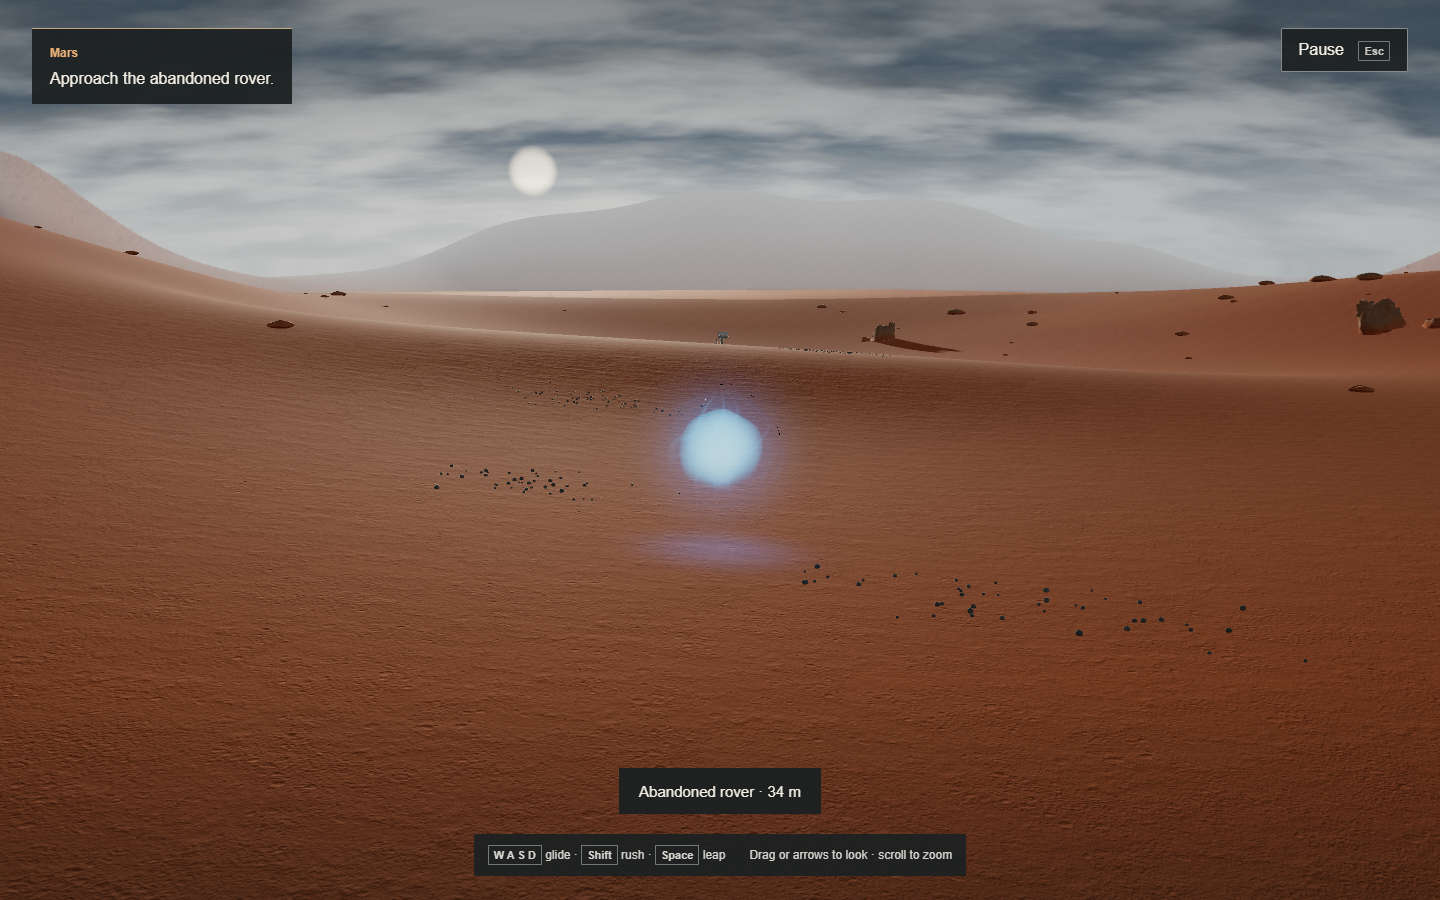 Mars
Approach the abandoned rover.
Pause Esc
Abandoned rover · 34 m
W A S D glide · Shift rush · Space leap Drag or arrows to look · scroll to zoom